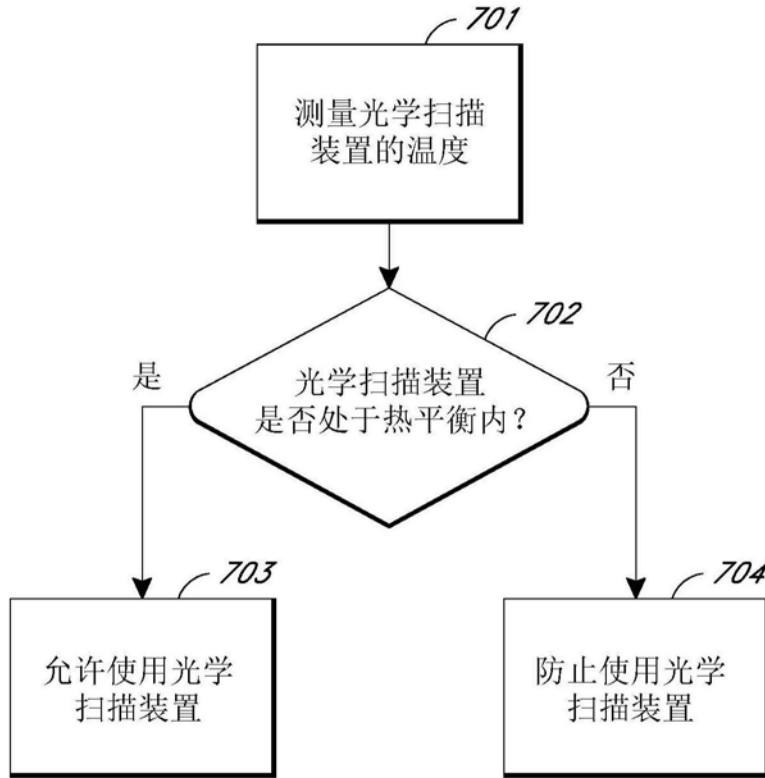 701
测量光学扫描
装置的温度
702
是
光学扫描装置
是否处于热平衡内?
否
703
允许使用光学
扫描装置
704
防止使用光学
扫描装置